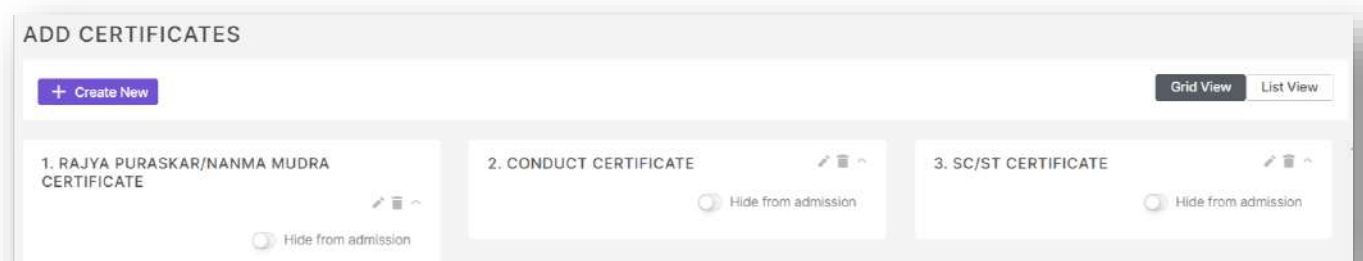 ADD CERTIFICATES
+ Create New
Grid View
List View
1. RAJYA PURASKAR/NANMA MUDRA
CERTIFICATE
Hide from admission
2. CONDUCT CERTIFICATE
Hide from admission
3. SC/ST CERTIFICATE
Hide from admission